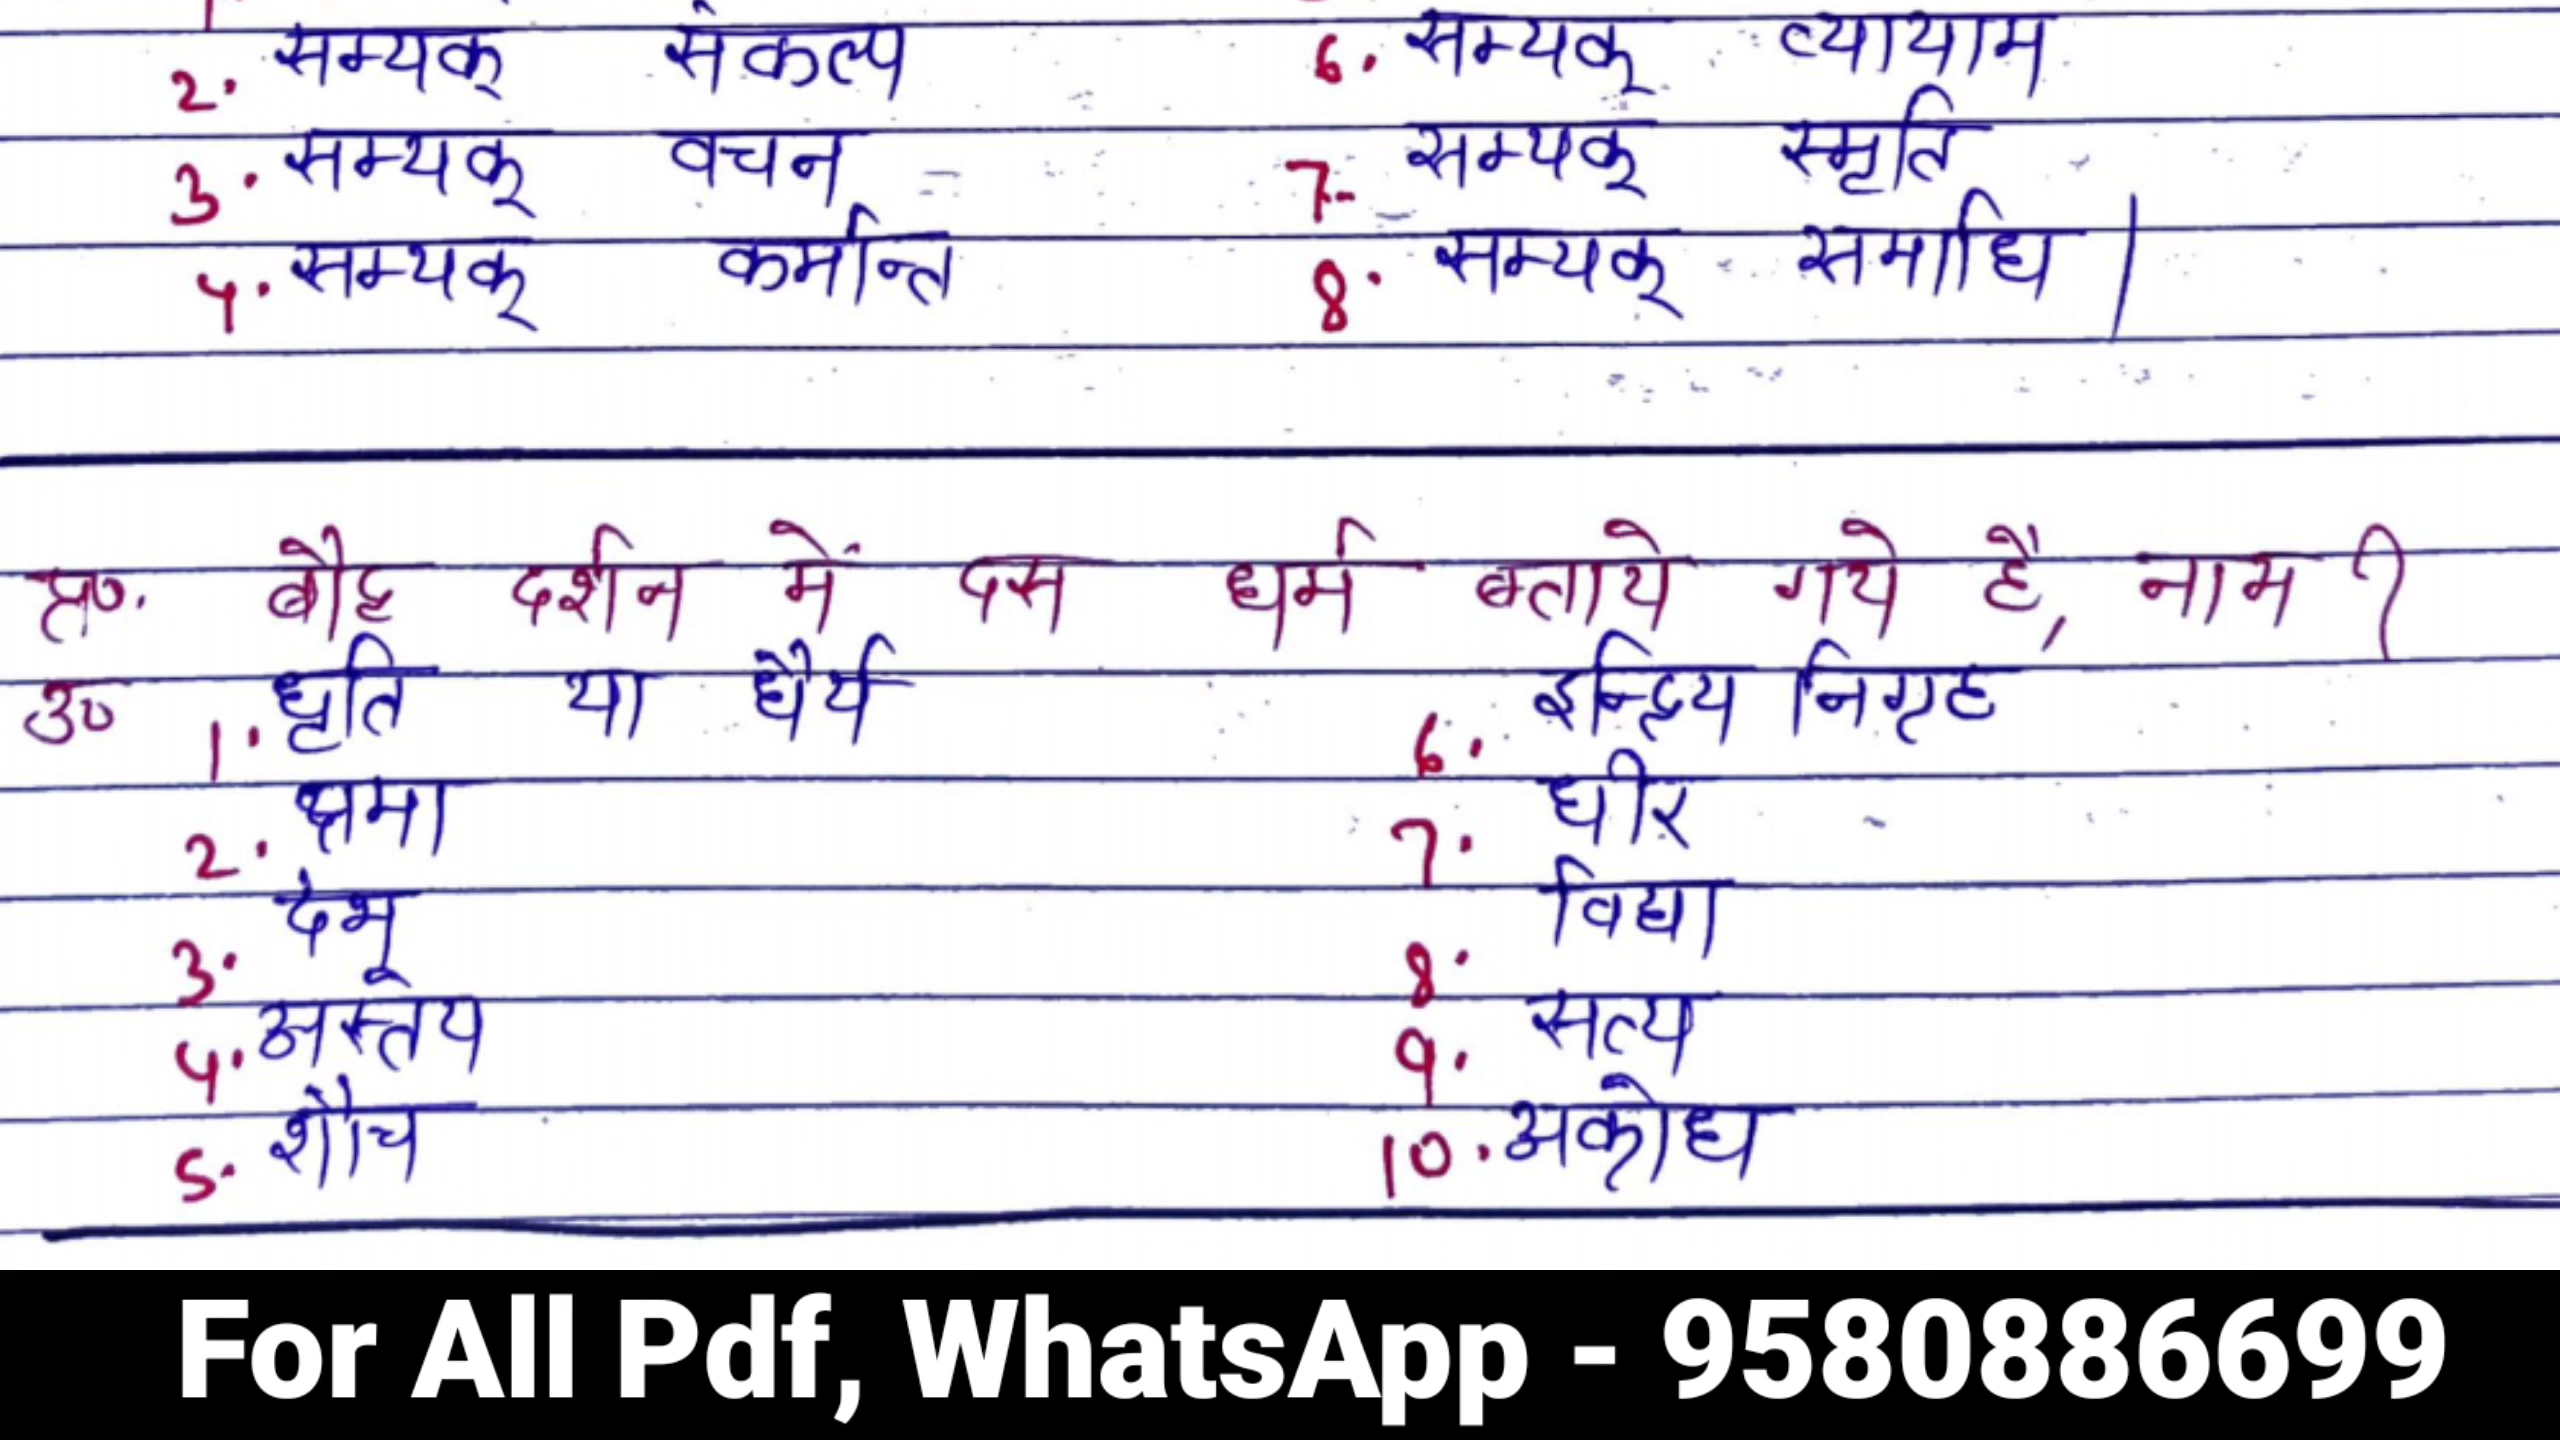 2. सम्यक् संकल्प 6. सम्यक् व्यायाम
3. सम्यक् वचन 7- सम्यक् स्मृति
4. सम्यक् कर्मान्त 8. सम्यक् समाधि |
प्र०. बौद्ध दर्शन में दस धर्म बताये गये है, नाम ?
उ० 1. धृति या धैर्य 6. इन्द्रिय निग्रह
2. क्षमा 7. धीर
3. 8. विद्या
4. अस्तेय 9. सत्य
5. शौच 10. अक्रोध
For All Pdf, WhatsApp - 9580886699